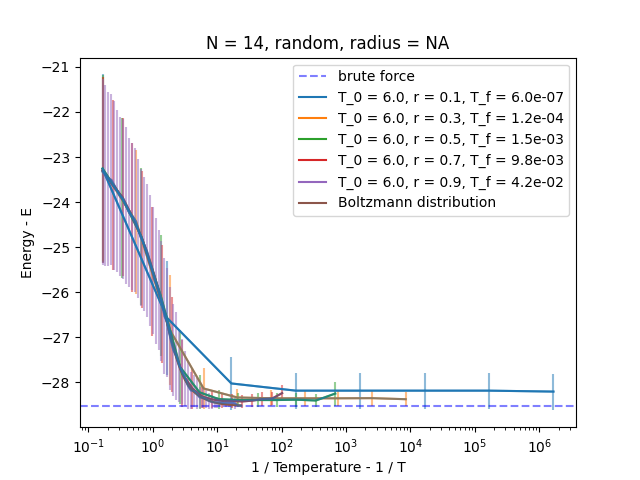 N = 14, random, radius = NA
brute force
T_0 = 6.0, r = 0.1, T_f = 6.0e-07
T_0 = 6.0, r = 0.3, T_f = 1.2e-04
T_0 = 6.0, r = 0.5, T_f = 1.5e-03
T_0 = 6.0, r = 0.7, T_f = 9.8e-03
T_0 = 6.0, r = 0.9, T_f = 4.2e-02
Boltzmann distribution
Energy - E
−21
−22
−23
−24
−25
−26
−27
−28
10⁻¹ 10⁰ 10¹ 10² 10³ 10⁴ 10⁵ 10⁶
1 / Temperature - 1 / T